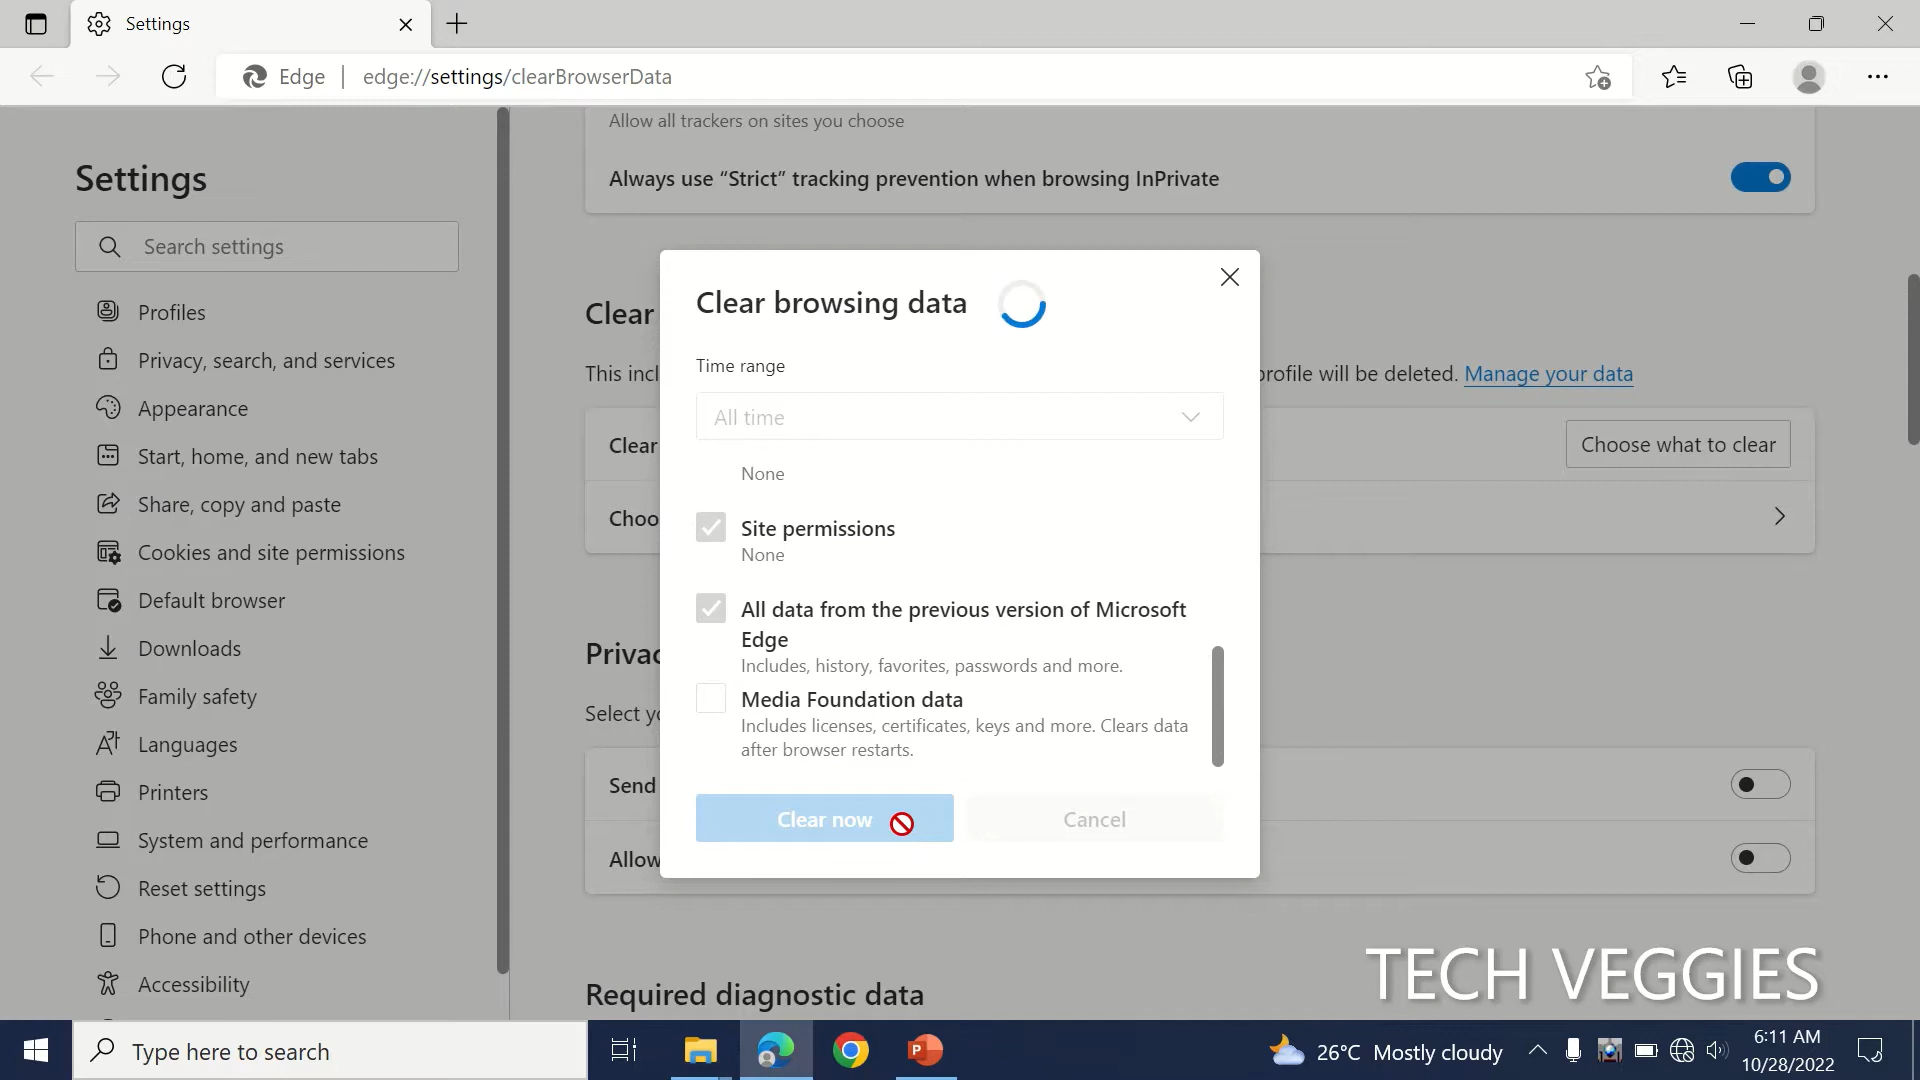 Settings
Edge | edge://settings/clearBrowserData
Settings
Search settings
Profiles
Privacy, search, and services
Appearance
Start, home, and new tabs
Share, copy and paste
Cookies and site permissions
Default browser
Downloads
Family safety
Languages
Printers
System and performance
Reset settings
Phone and other devices
Accessibility
Allow all trackers on sites you choose
Always use “Strict” tracking prevention when browsing InPrivate
Clear
This incl
profile will be deleted. Manage your data
Clear
Choose what to clear
Choo
Privac
Select yo
Send
Allow
Required diagnostic data
Clear browsing data
Time range
All time
None
Site permissions
None
All data from the previous version of Microsoft
Edge
Includes, history, favorites, passwords and more.
Media Foundation data
Includes licenses, certificates, keys and more. Clears data
after browser restarts.
Clear now
Cancel
TECH VEGGIES
Type here to search
P
26°C Mostly cloudy
6:11 AM
10/28/2022